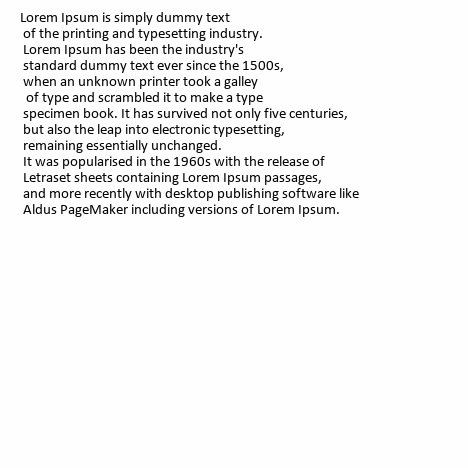 Lorem Ipsum is simply dummy text
of the printing and typesetting industry.
Lorem Ipsum has been the industry's
standard dummy text ever since the 1500s,
when an unknown printer took a galley
of type and scrambled it to make a type
specimen book. It has survived not only five centuries,
but also the leap into electronic typesetting,
remaining essentially unchanged.
It was popularised in the 1960s with the release of
Letraset sheets containing Lorem Ipsum passages,
and more recently with desktop publishing software like
Aldus PageMaker including versions of Lorem Ipsum.